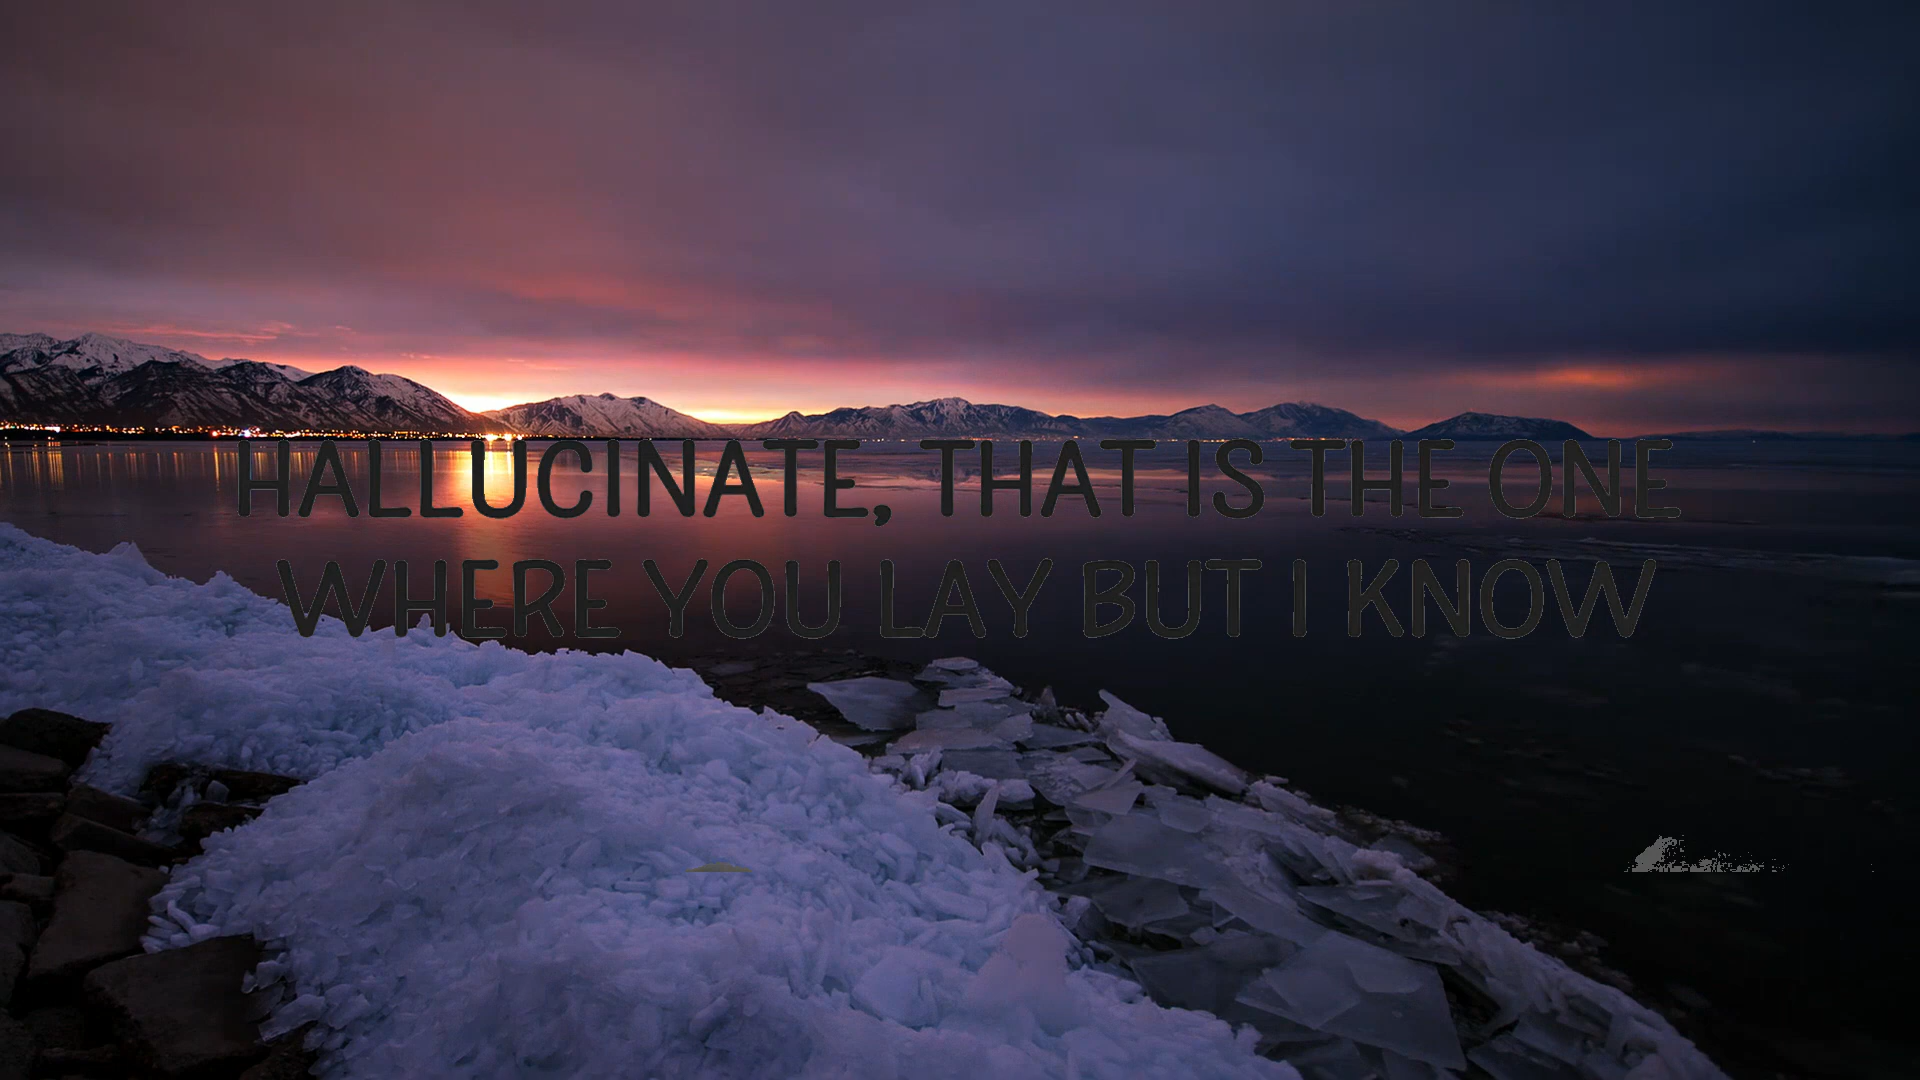 HALLUCINATE, THAT IS THE ONE
WHERE YOU LAY BUT I KNOW